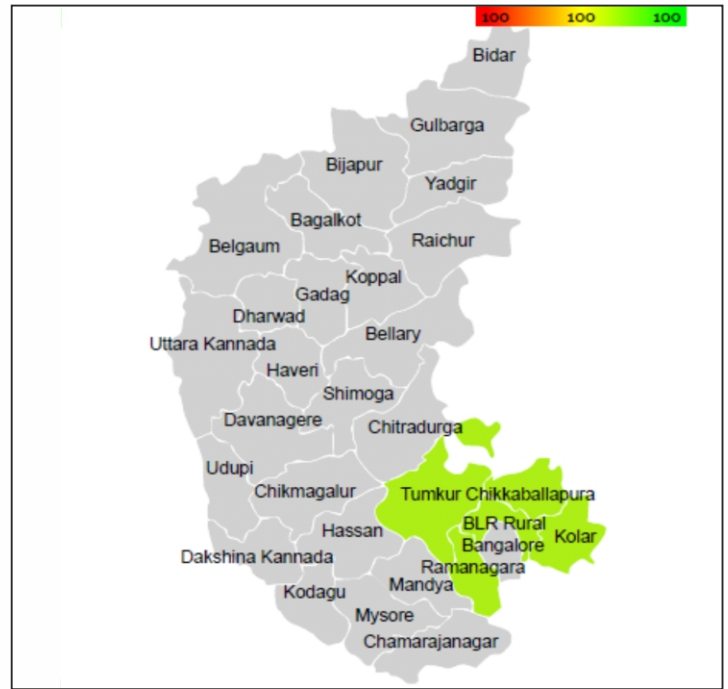 100 100 100
Bidar
Gulbarga
Bijapur
Yadgir
Bagalkot
Raichur
Belgaum
Koppal
Gadag
Dharwad
Bellary
Uttara Kannada
Haveri
Shimoga
Davanagere
Chitradurga
Udupi
Chikmagalur
Tumkur Chikkaballapura
BLR Rural
Hassan
Kolar
Bangalore
Dakshina Kannada
Ramanagara
Mandya
Kodagu
Mysore
Chamarajanagar